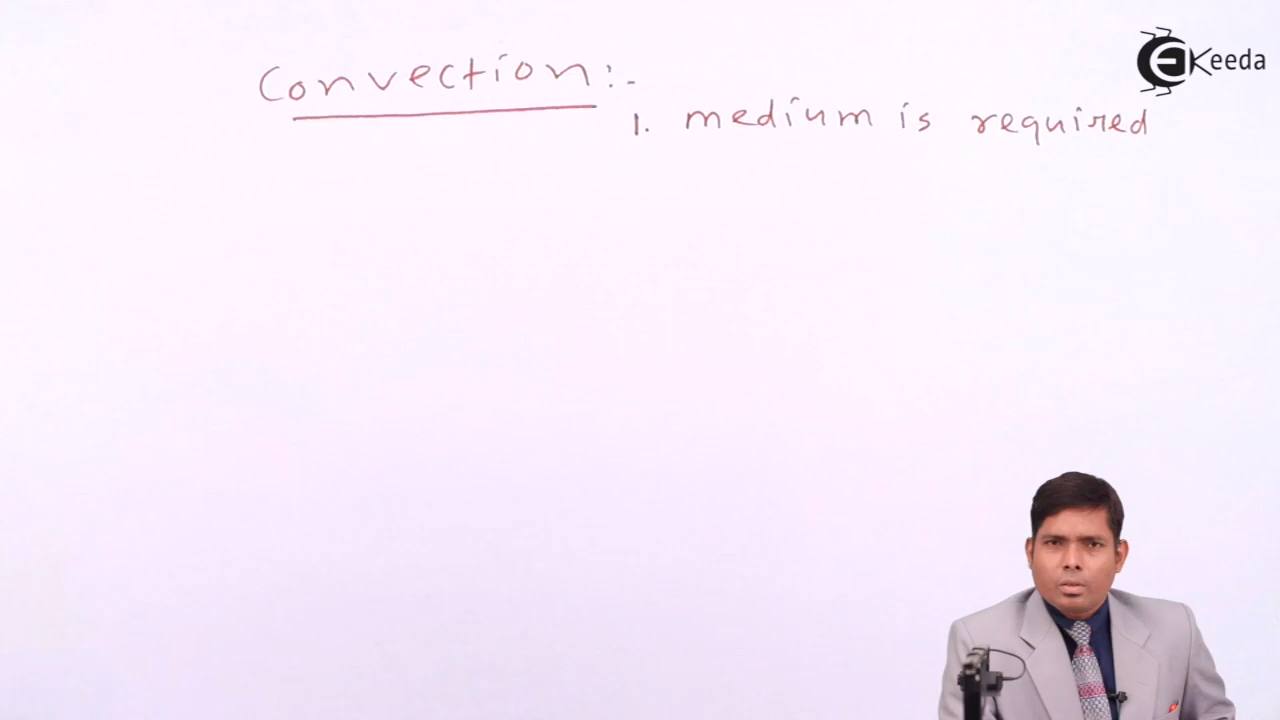 Convection:-
1. medium is required
EKeeda